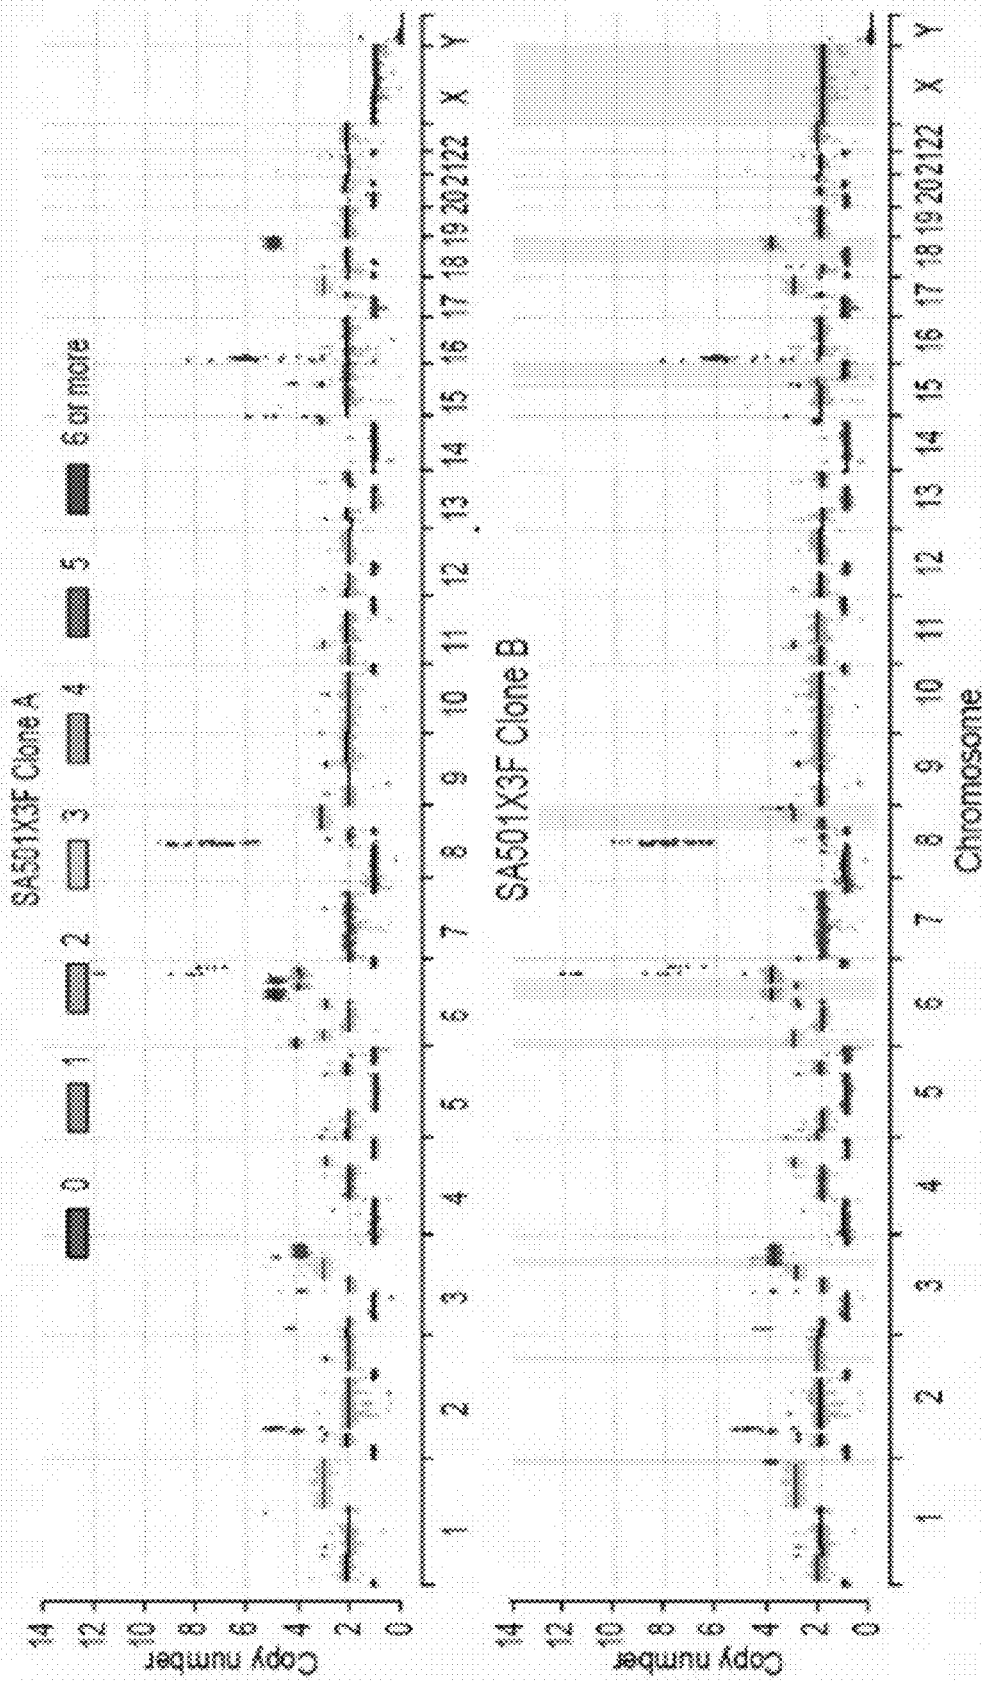 SA501X3F Clone A
0 1 2 3 4 5 6 or more
14
12
10
8
6
4
2
0
Copy number
1 2 3 4 5 6 7 8 9 10 11 12 13 14 15 16 17 18 19 20 21 22 X Y
SA501X3F Clone B
14
12
10
8
6
4
2
0
Copy number
1 2 3 4 5 6 7 8 9 10 11 12 13 14 15 16 17 18 19 20 21 22 X Y
Chromosome